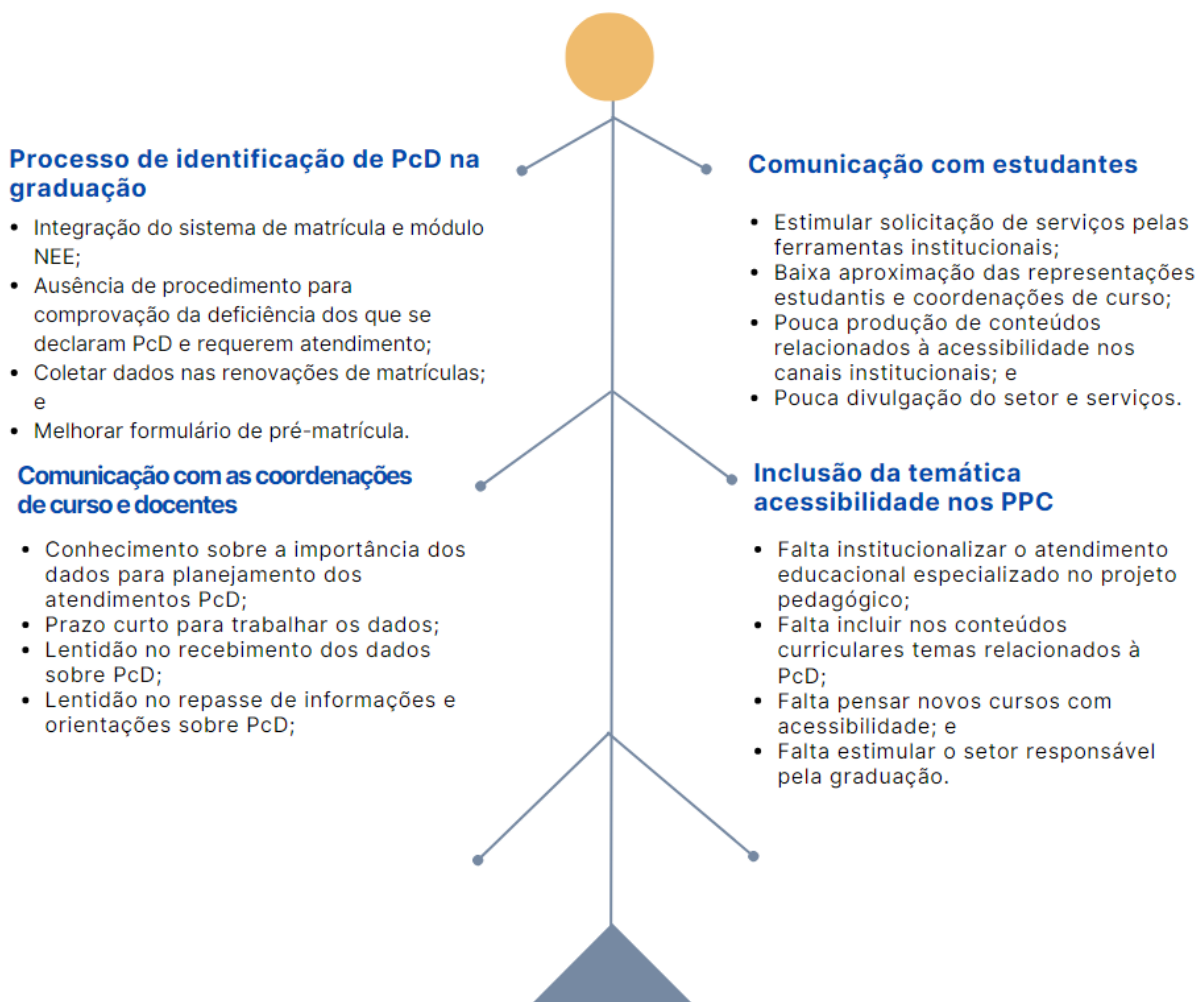 Processo de identificação de PcD na
graduação
• Integração do sistema de matrícula e módulo
NEE;
• Ausência de procedimento para
comprovação da deficiência dos que se
declaram PcD e requerem atendimento;
• Coletar dados nas renovações de matrículas;
e
• Melhorar formulário de pré-matrícula.
Comunicação com estudantes
• Estimular solicitação de serviços pelas
ferramentas institucionais;
• Baixa aproximação das representações
estudantis e coordenações de curso;
• Pouca produção de conteúdos
relacionados à acessibilidade nos
canais institucionais; e
• Pouca divulgação do setor e serviços.
Comunicação com as coordenações
de curso e docentes
• Conhecimento sobre a importância dos
dados para planejamento dos
atendimentos PcD;
• Prazo curto para trabalhar os dados;
• Lentidão no recebimento dos dados
sobre PcD;
• Lentidão no repasse de informações e
orientações sobre PcD;
Inclusão da temática
acessibilidade nos PPC
• Falta institucionalizar o atendimento
educacional especializado no projeto
pedagógico;
• Falta incluir nos conteúdos
curriculares temas relacionados à
PcD;
• Falta pensar novos cursos com
acessibilidade; e
• Falta estimular o setor responsável
pela graduação.